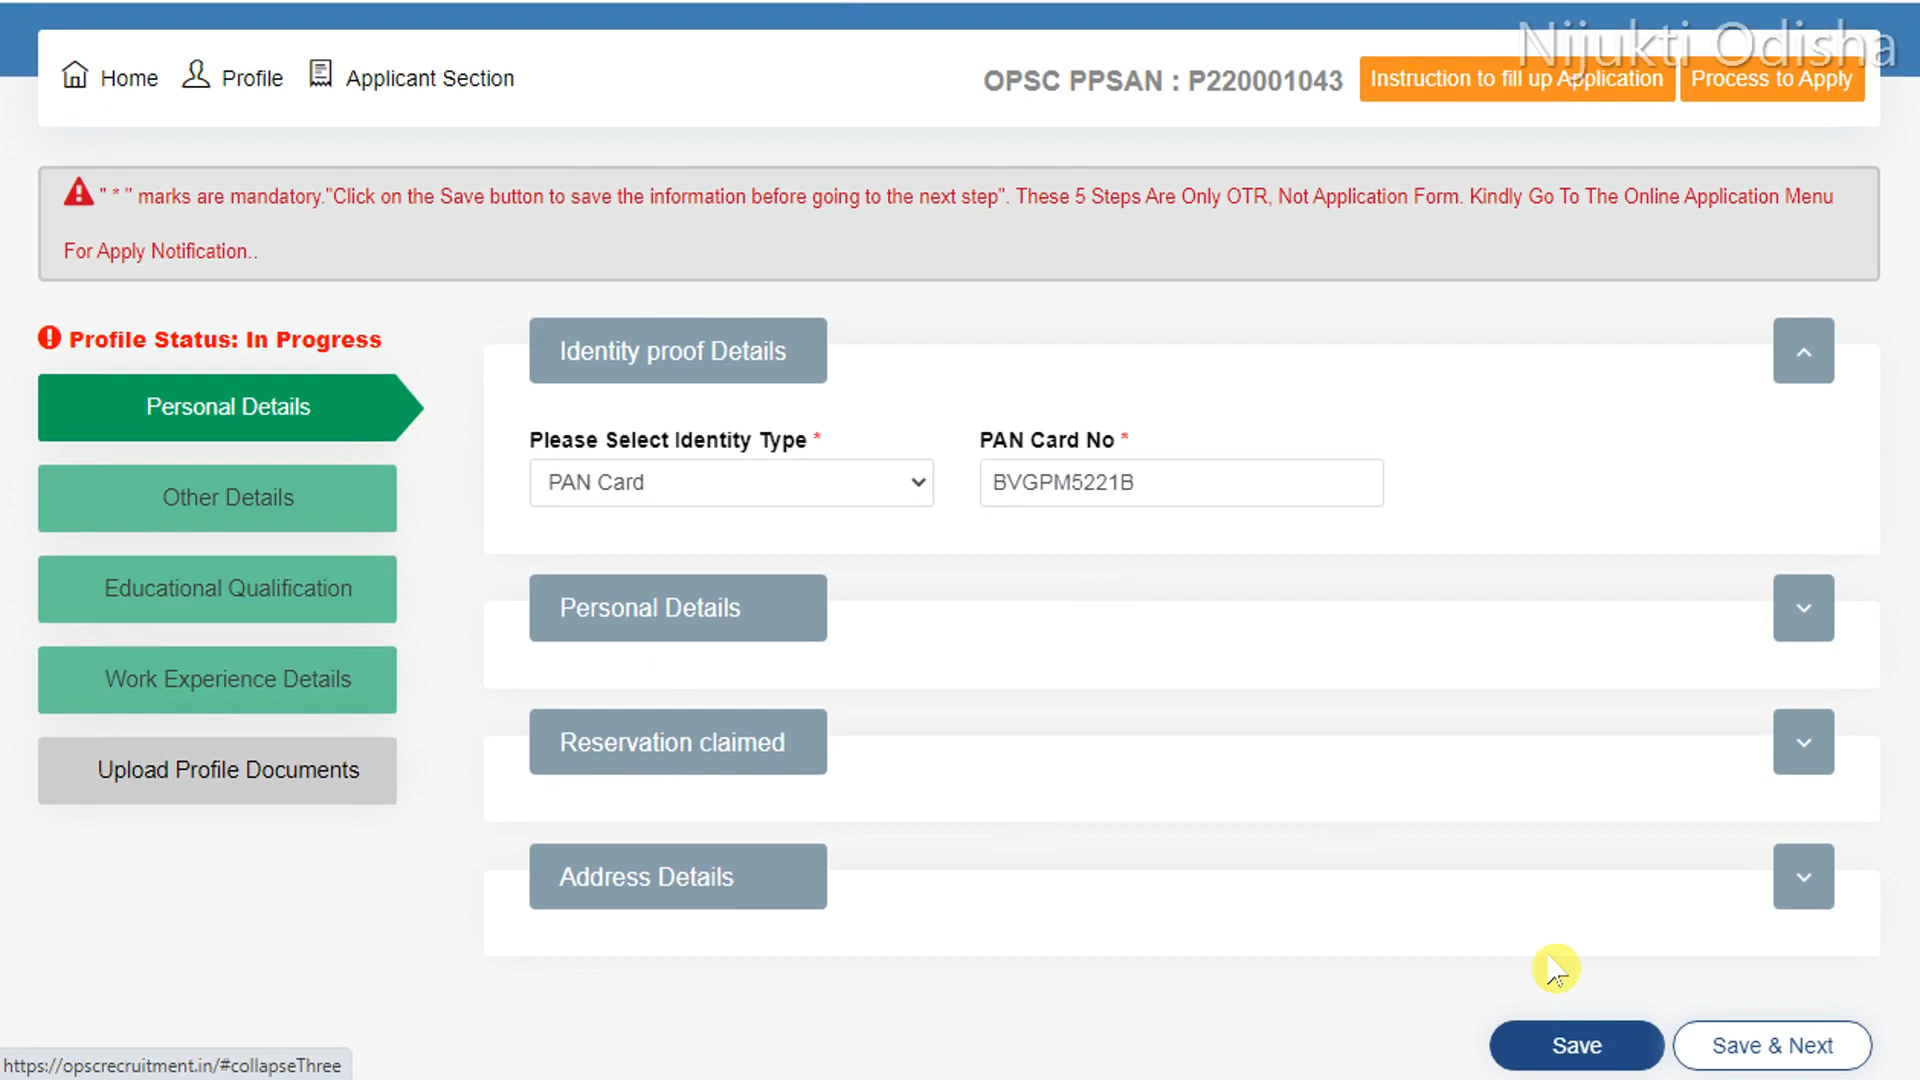 Nijukti Odisha
Home Profile Applicant Section OPSC PPSAN : P220001043 Instruction to fill up Application Process to Apply
" * " marks are mandatory."Click on the Save button to save the information before going to the next step". These 5 Steps Are Only OTR, Not Application Form. Kindly Go To The Online Application Menu
For Apply Notification..
Profile Status: In Progress
Personal Details
Other Details
Educational Qualification
Work Experience Details
Upload Profile Documents
Identity proof Details
Please Select Identity Type * PAN Card No *
PAN Card BVGPM5221B
Personal Details
Reservation claimed
Address Details
Save Save & Next
https://opscrecruitment.in/#collapseThree